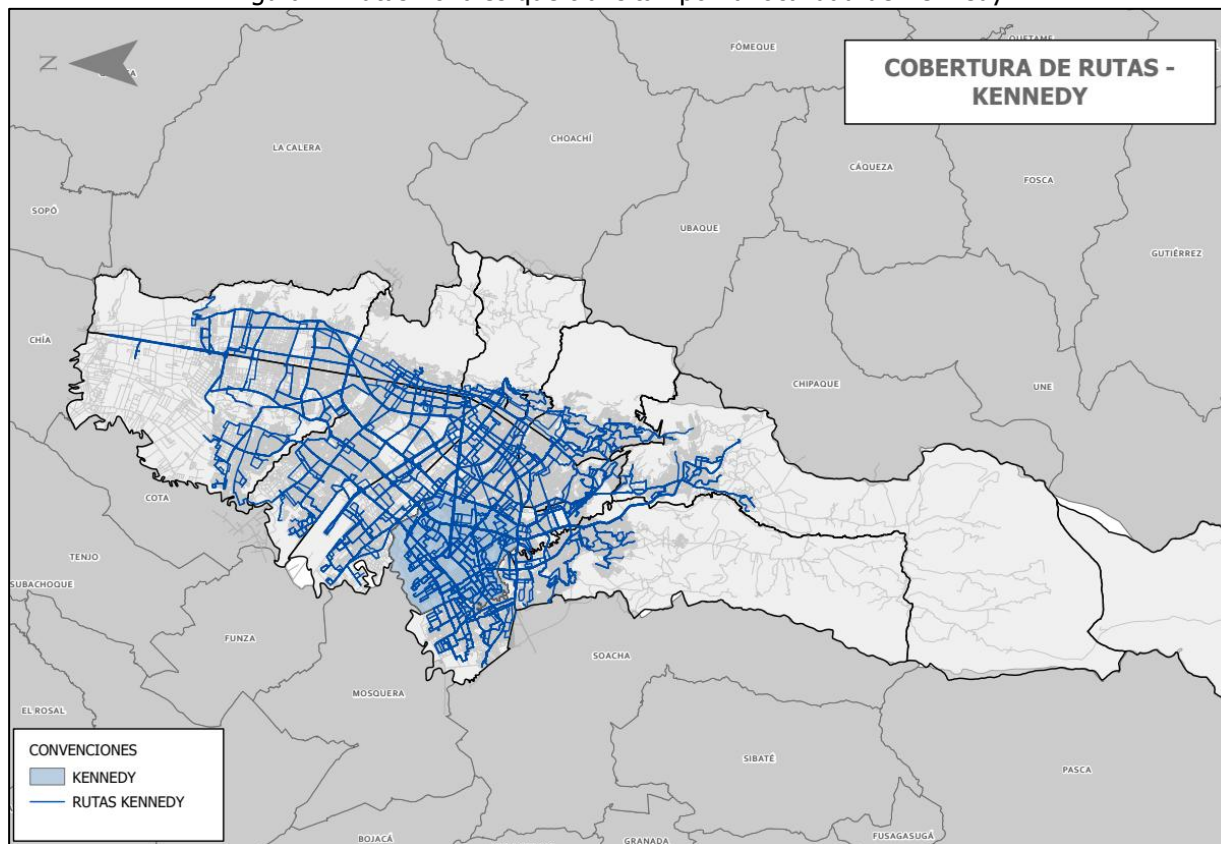 COBERTURA DE RUTAS -
KENNEDY
N
FÓMEQUE
LA CALERA
CHOACHÍ
CÁQUEZA
FOSCA
SOPÓ
UBAQUE
GUTIÉRREZ
CHÍA
CHIPAQUE
UNE
COTA
TENJO
SUBACHOQUE
FUNZA
SOACHA
MOSQUERA
EL ROSAL
SIBATÉ
PASCA
BOJACÁ
GRANADA
FUSAGASUGÁ
CONVENCIONES
KENNEDY
RUTAS KENNEDY